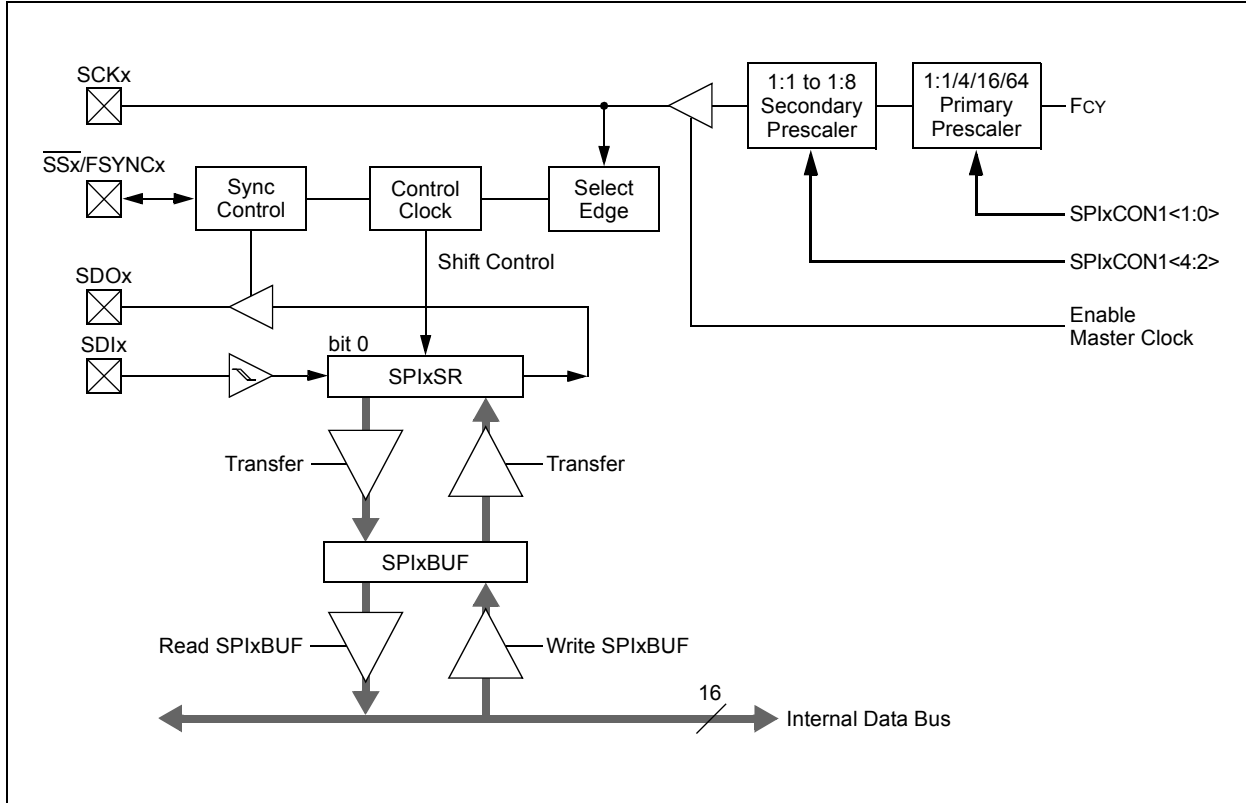 SCKx
1:1 to 1:8
Secondary
Prescaler
1:1/4/16/64
Primary
Prescaler
FCY
SSx/FSYNCx
Sync
Control
Control
Clock
Select
Edge
SPIxCON1<1:0>
Shift Control
SPIxCON1<4:2>
SDOx
Enable
Master Clock
SDIx
bit 0
SPIxSR
Transfer
Transfer
SPIxBUF
Read SPIxBUF
Write SPIxBUF
16
Internal Data Bus